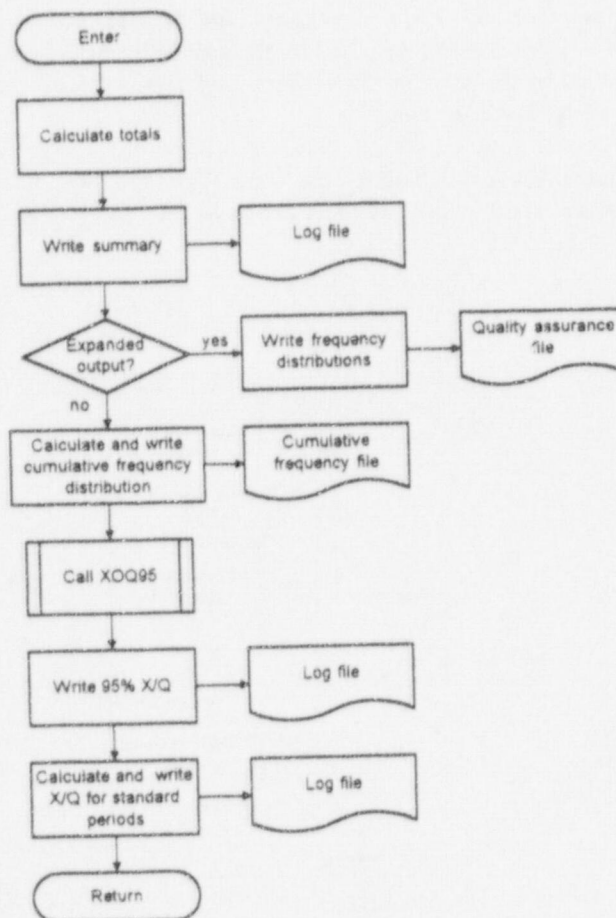 Enter
Calculate totals
Write summary
Log file
Expanded
output?
yes
Write frequency
distributions
Quality assurance
file
no
Calculate and write
cumulative frequency
distribution
Cumulative
frequency file
Call XOQ95
Write 95% X/Q
Log file
Calculate and write
X/Q for standard
periods
Log file
Return